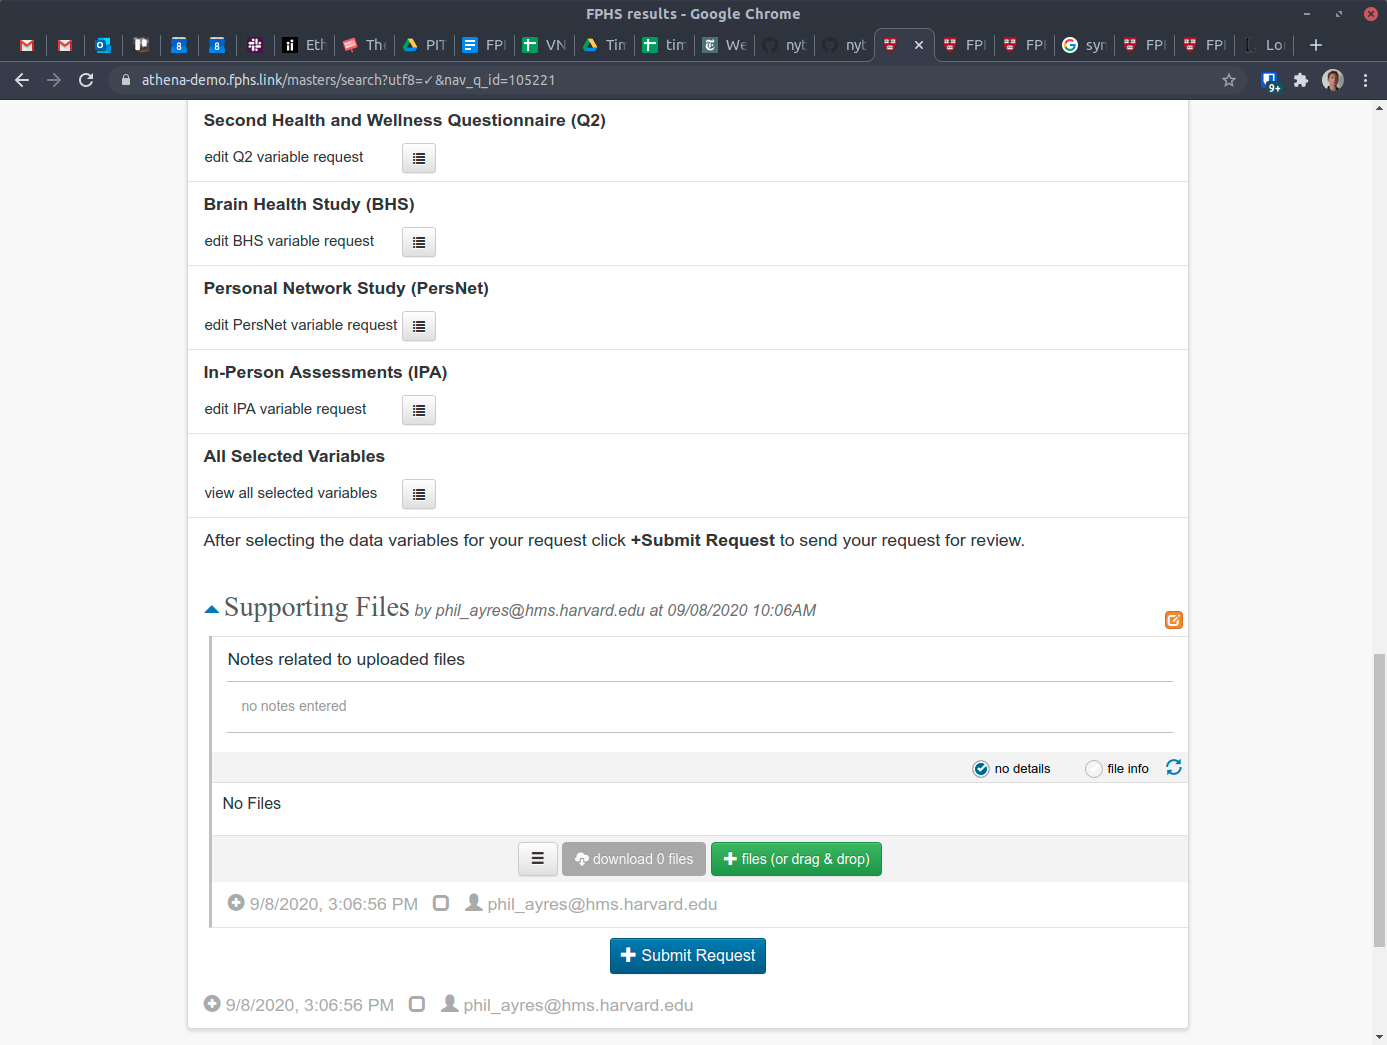 FPHS results - Google Chrome
8 8 Eth The PIT FPI VN Tim tim We nyt nyt FPI FPI syn FPI FPI Lo
athena-demo.fphs.link/masters/search?utf8=✓&nav_q_id=105221
9+
Second Health and Wellness Questionnaire (Q2)
edit Q2 variable request
Brain Health Study (BHS)
edit BHS variable request
Personal Network Study (PersNet)
edit PersNet variable request
In-Person Assessments (IPA)
edit IPA variable request
All Selected Variables
view all selected variables
After selecting the data variables for your request click +Submit Request to send your request for review.
Supporting Files by phil_ayres@hms.harvard.edu at 09/08/2020 10:06AM
Notes related to uploaded files
no notes entered
no details file info
No Files
download 0 files + files (or drag & drop)
9/8/2020, 3:06:56 PM phil_ayres@hms.harvard.edu
+ Submit Request
9/8/2020, 3:06:56 PM phil_ayres@hms.harvard.edu